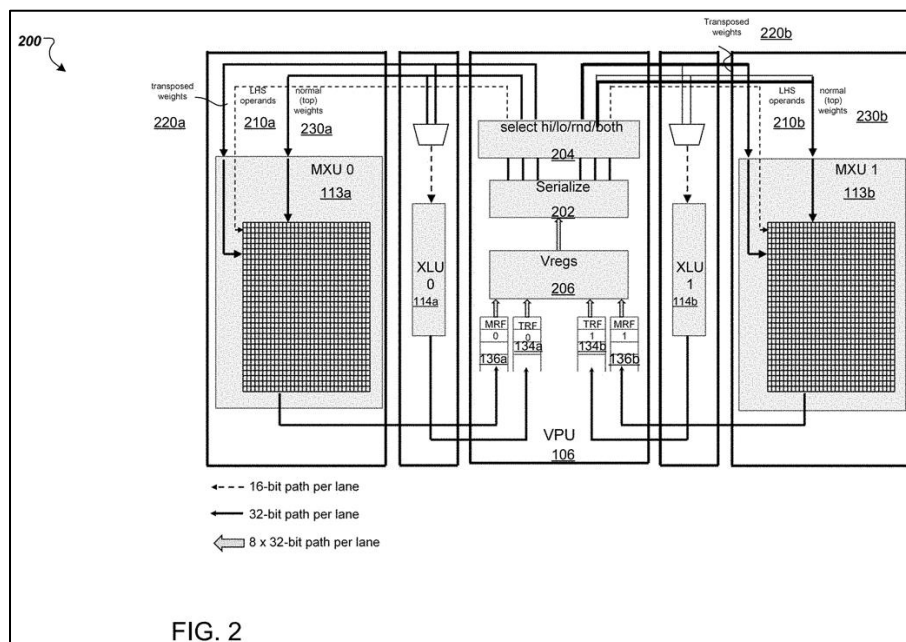 200
Transposed
weights
220b
transposed
weights
220a
LHS
operands
210a
normal
(top)
weights
230a
select hi/lo/rnd/both
204
LHS
operands
210b
normal
(top)
weights
230b
MXU 0
113a
Serialize
202
MXU 1
113b
XLU
0
114a
Vregs
206
XLU
1
114b
MRF
0
136a
TRF
0
134a
TRF
1
134b
MRF
1
136b
VPU
106
16-bit path per lane
32-bit path per lane
8 x 32-bit path per lane
FIG. 2